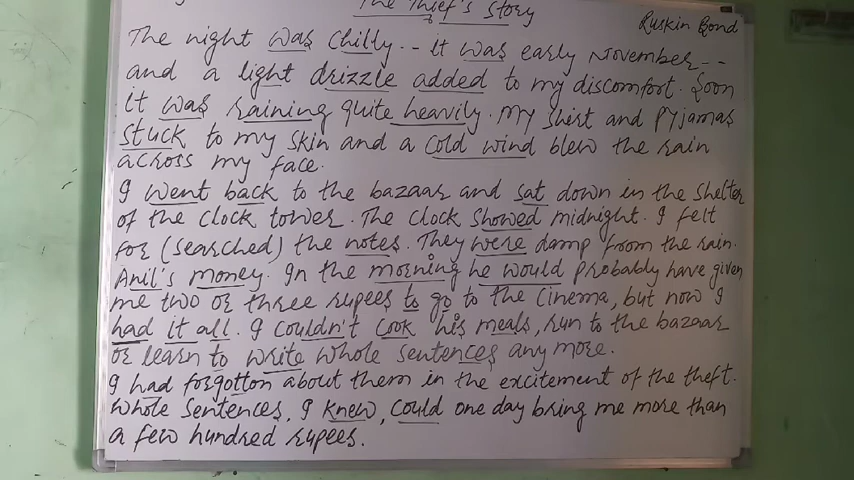 The Thief's Story
Ruskin Bond
The night was chilly -- It was early November --
and a light drizzle added to my discomfort. Soon
it was raining quite heavily. My shirt and Pyjamas
stuck to my skin and a cold wind blew the rain
across my face.
I went back to the bazaar and sat down in the shelter
of the clock tower. The clock showed midnight. I felt
for (searched) the notes. They were damp from the rain.
Anil's money. In the morning he would probably have given
me two or three rupees to go to the cinema, but now I
had it all. I couldn't cook his meals, run to the bazaar
or learn to write whole sentences any more.
I had forgotton about them in the excitement of the theft.
Whole sentences, I knew, could one day bring me more than
a few hundred rupees.